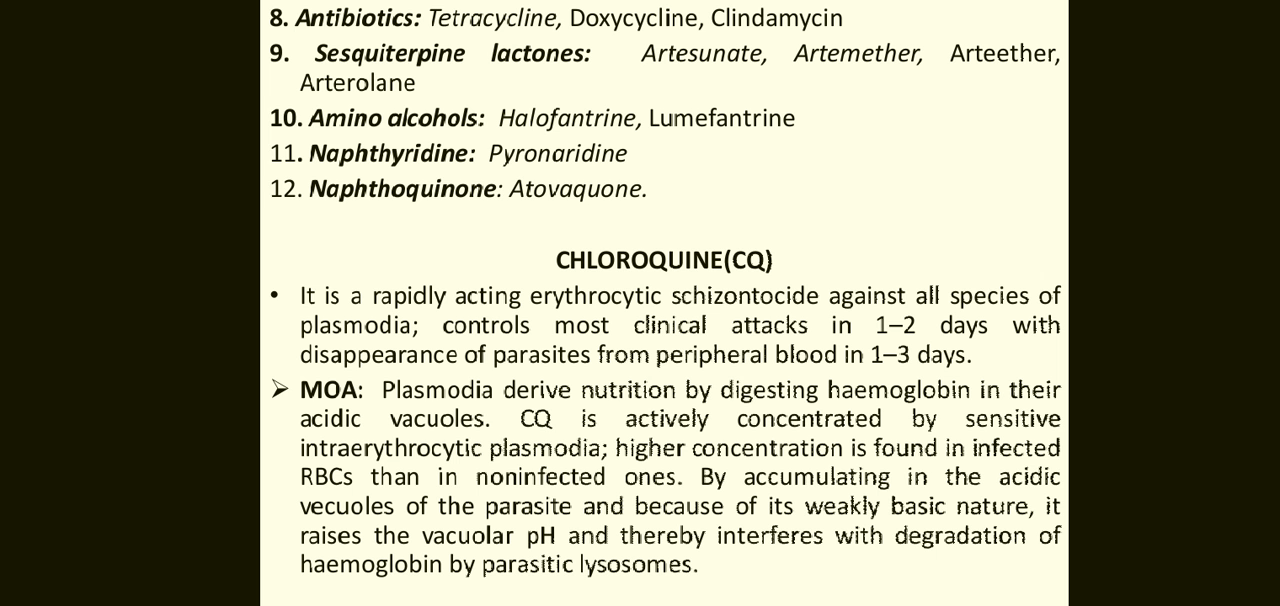 8. Antibiotics: Tetracycline, Doxycycline, Clindamycin
9. Sesquiterpine lactones: Artesunate, Artemether, Arteether,
Arterolane
10. Amino alcohols: Halofantrine, Lumefantrine
11. Naphthyridine: Pyronaridine
12. Naphthoquinone: Atovaquone.
CHLOROQUINE(CQ)
• It is a rapidly acting erythrocytic schizontocide against all species of
plasmodia; controls most clinical attacks in 1–2 days with
disappearance of parasites from peripheral blood in 1–3 days.
➢ MOA: Plasmodia derive nutrition by digesting haemoglobin in their
acidic vacuoles. CQ is actively concentrated by sensitive
intraerythrocytic plasmodia; higher concentration is found in infected
RBCs than in noninfected ones. By accumulating in the acidic
vecuoles of the parasite and because of its weakly basic nature, it
raises the vacuolar pH and thereby interferes with degradation of
haemoglobin by parasitic lysosomes.